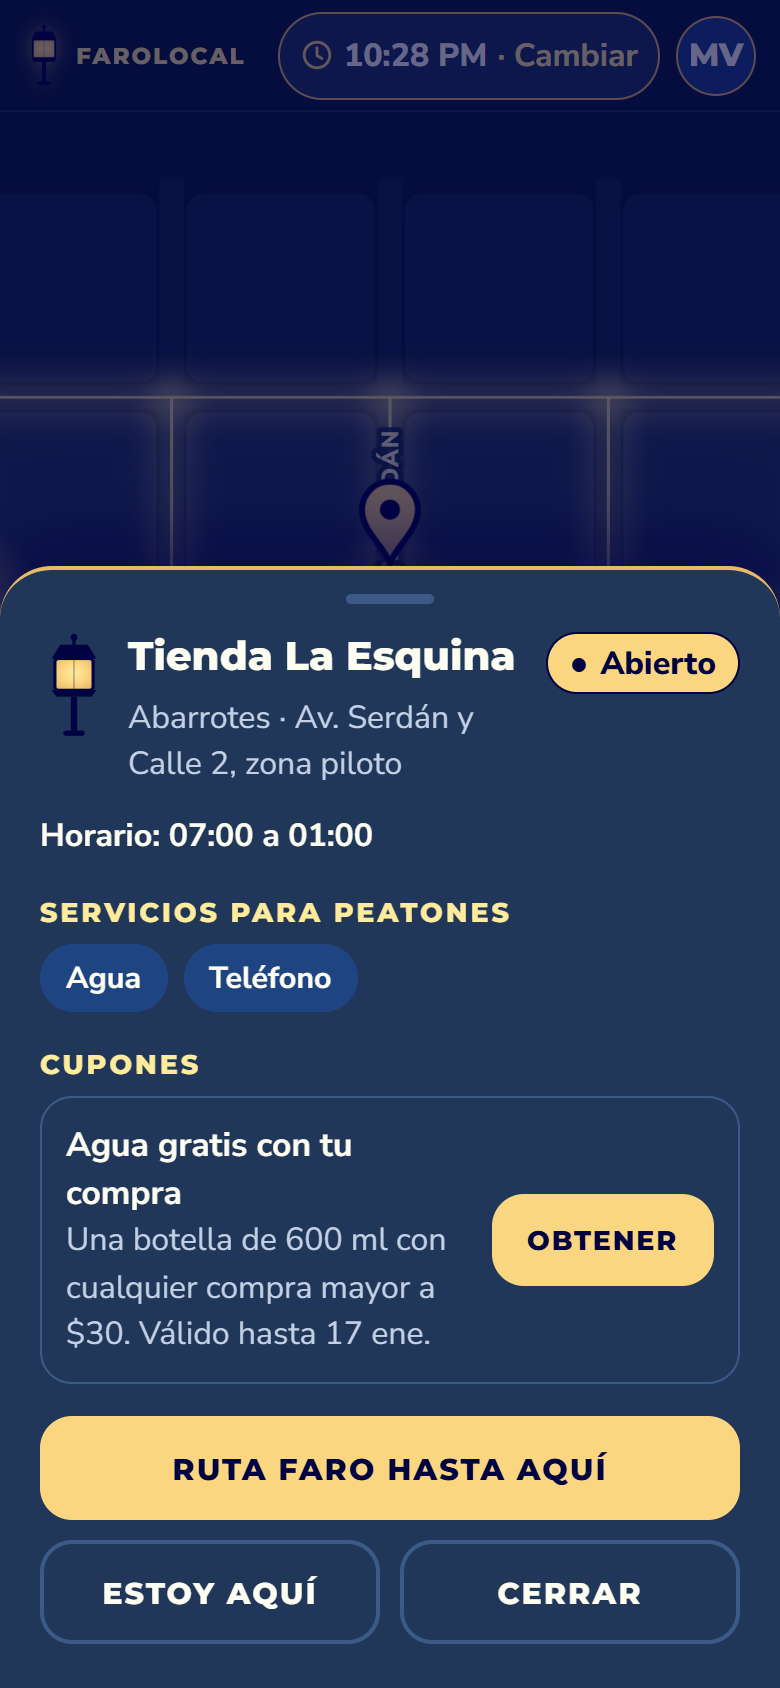 FAROLOCAL
10:28 PM · Cambiar
MV
Tienda La Esquina
Abierto
Abarrotes · Av. Serdán y
Calle 2, zona piloto
Horario: 07:00 a 01:00
SERVICIOS PARA PEATONES
Agua
Teléfono
CUPONES
Agua gratis con tu
compra
Una botella de 600 ml con
cualquier compra mayor a
$30. Válido hasta 17 ene.
OBTENER
RUTA FARO HASTA AQUÍ
ESTOY AQUÍ
CERRAR